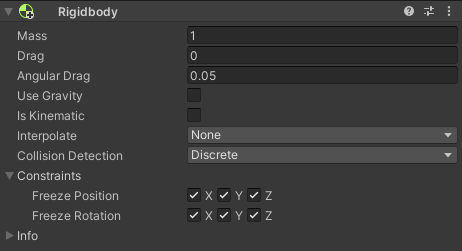 Rigidbody
Mass 1
Drag 0
Angular Drag 0.05
Use Gravity
Is Kinematic
Interpolate None
Collision Detection Discrete
Constraints
Freeze Position X Y Z
Freeze Rotation X Y Z
Info